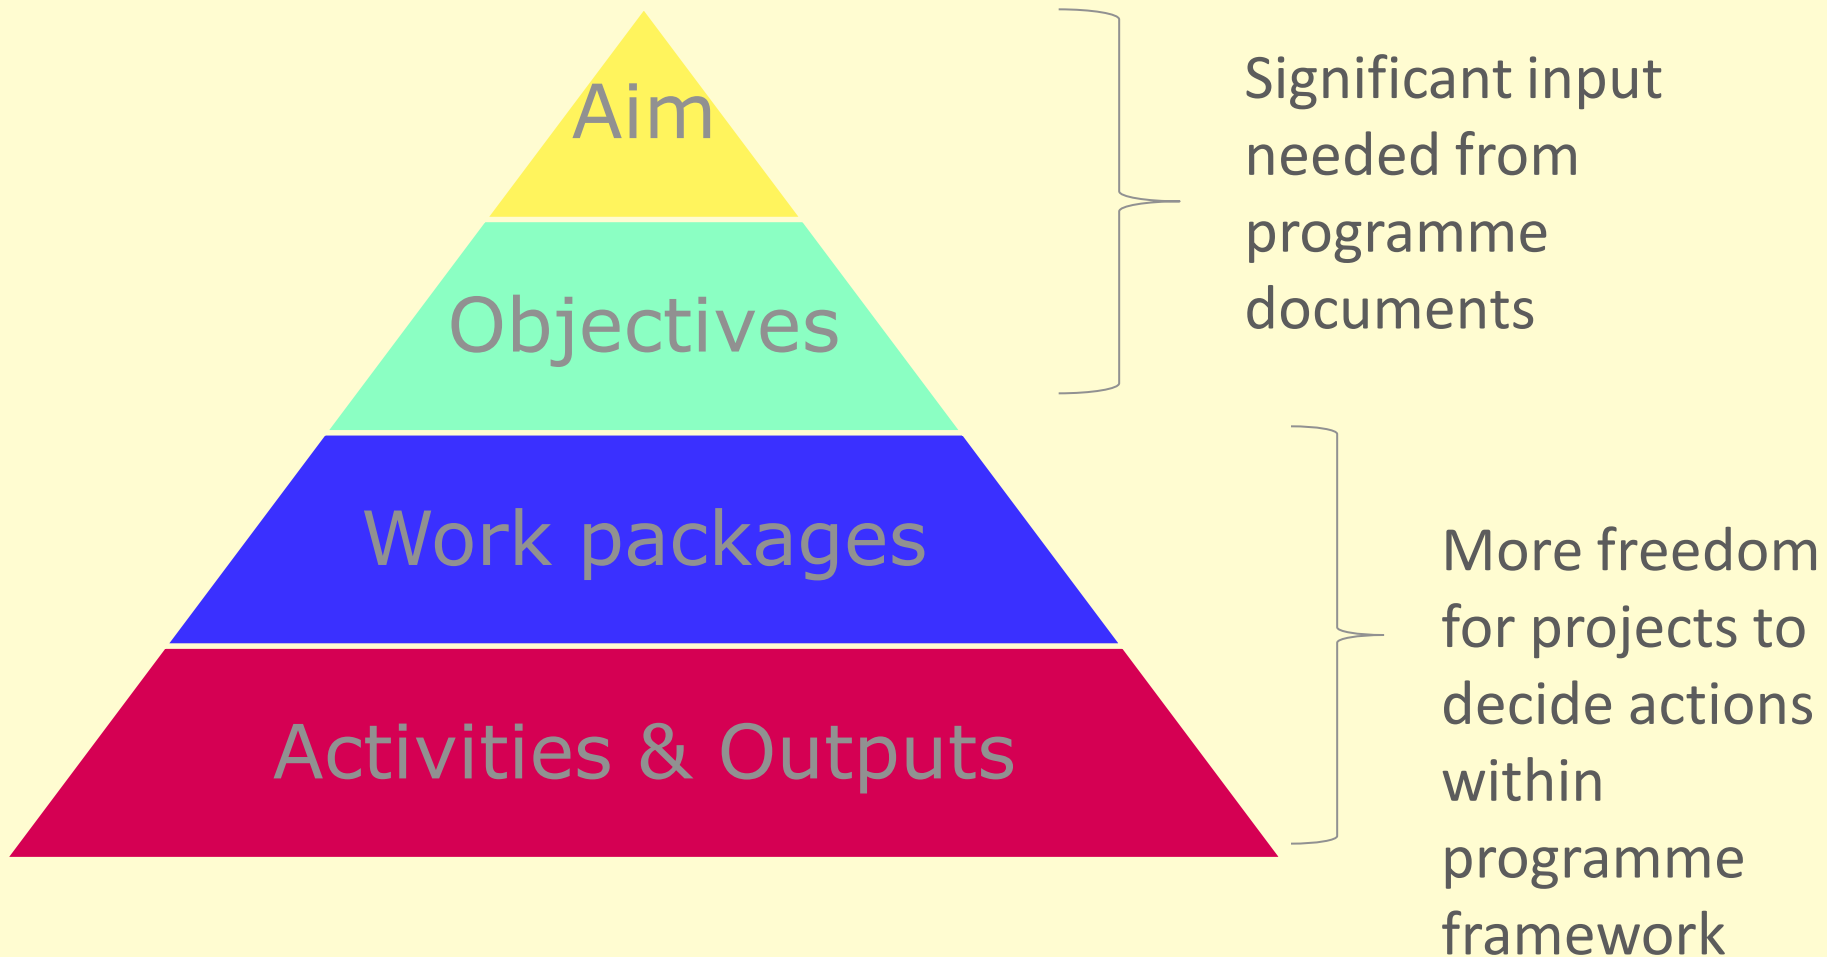 Aim
Objectives
Work packages
Activities & Outputs
Significant input
needed from
programme
documents
More freedom
for projects to
decide actions
within
programme
framework